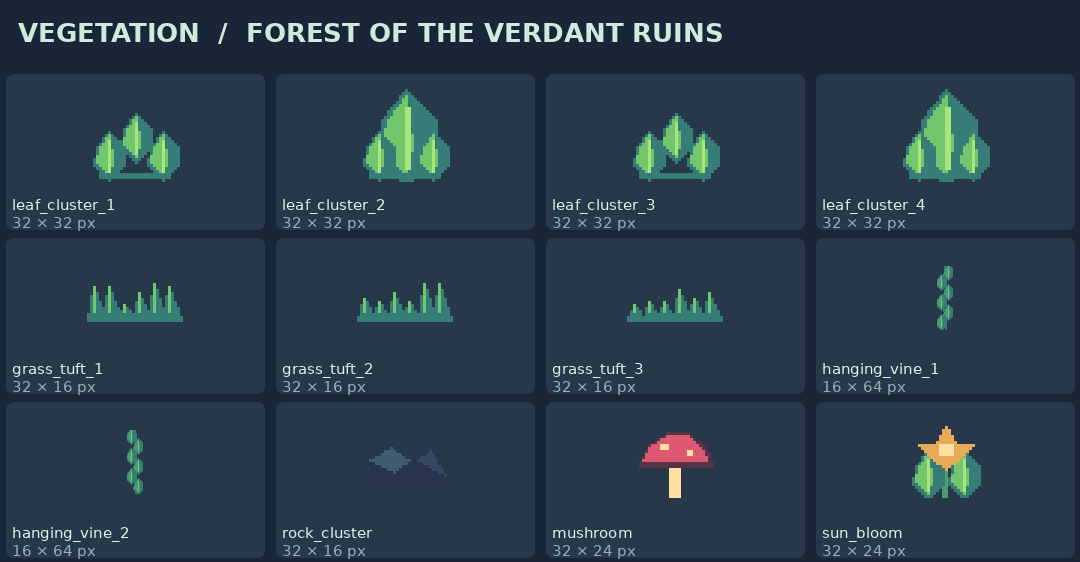 VEGETATION / FOREST OF THE VERDANT RUINS
leaf_cluster_1
32 × 32 px
leaf_cluster_2
32 × 32 px
leaf_cluster_3
32 × 32 px
leaf_cluster_4
32 × 32 px
grass_tuft_1
32 × 16 px
grass_tuft_2
32 × 16 px
grass_tuft_3
32 × 16 px
hanging_vine_1
16 × 64 px
hanging_vine_2
16 × 64 px
rock_cluster
32 × 16 px
mushroom
32 × 24 px
sun_bloom
32 × 24 px